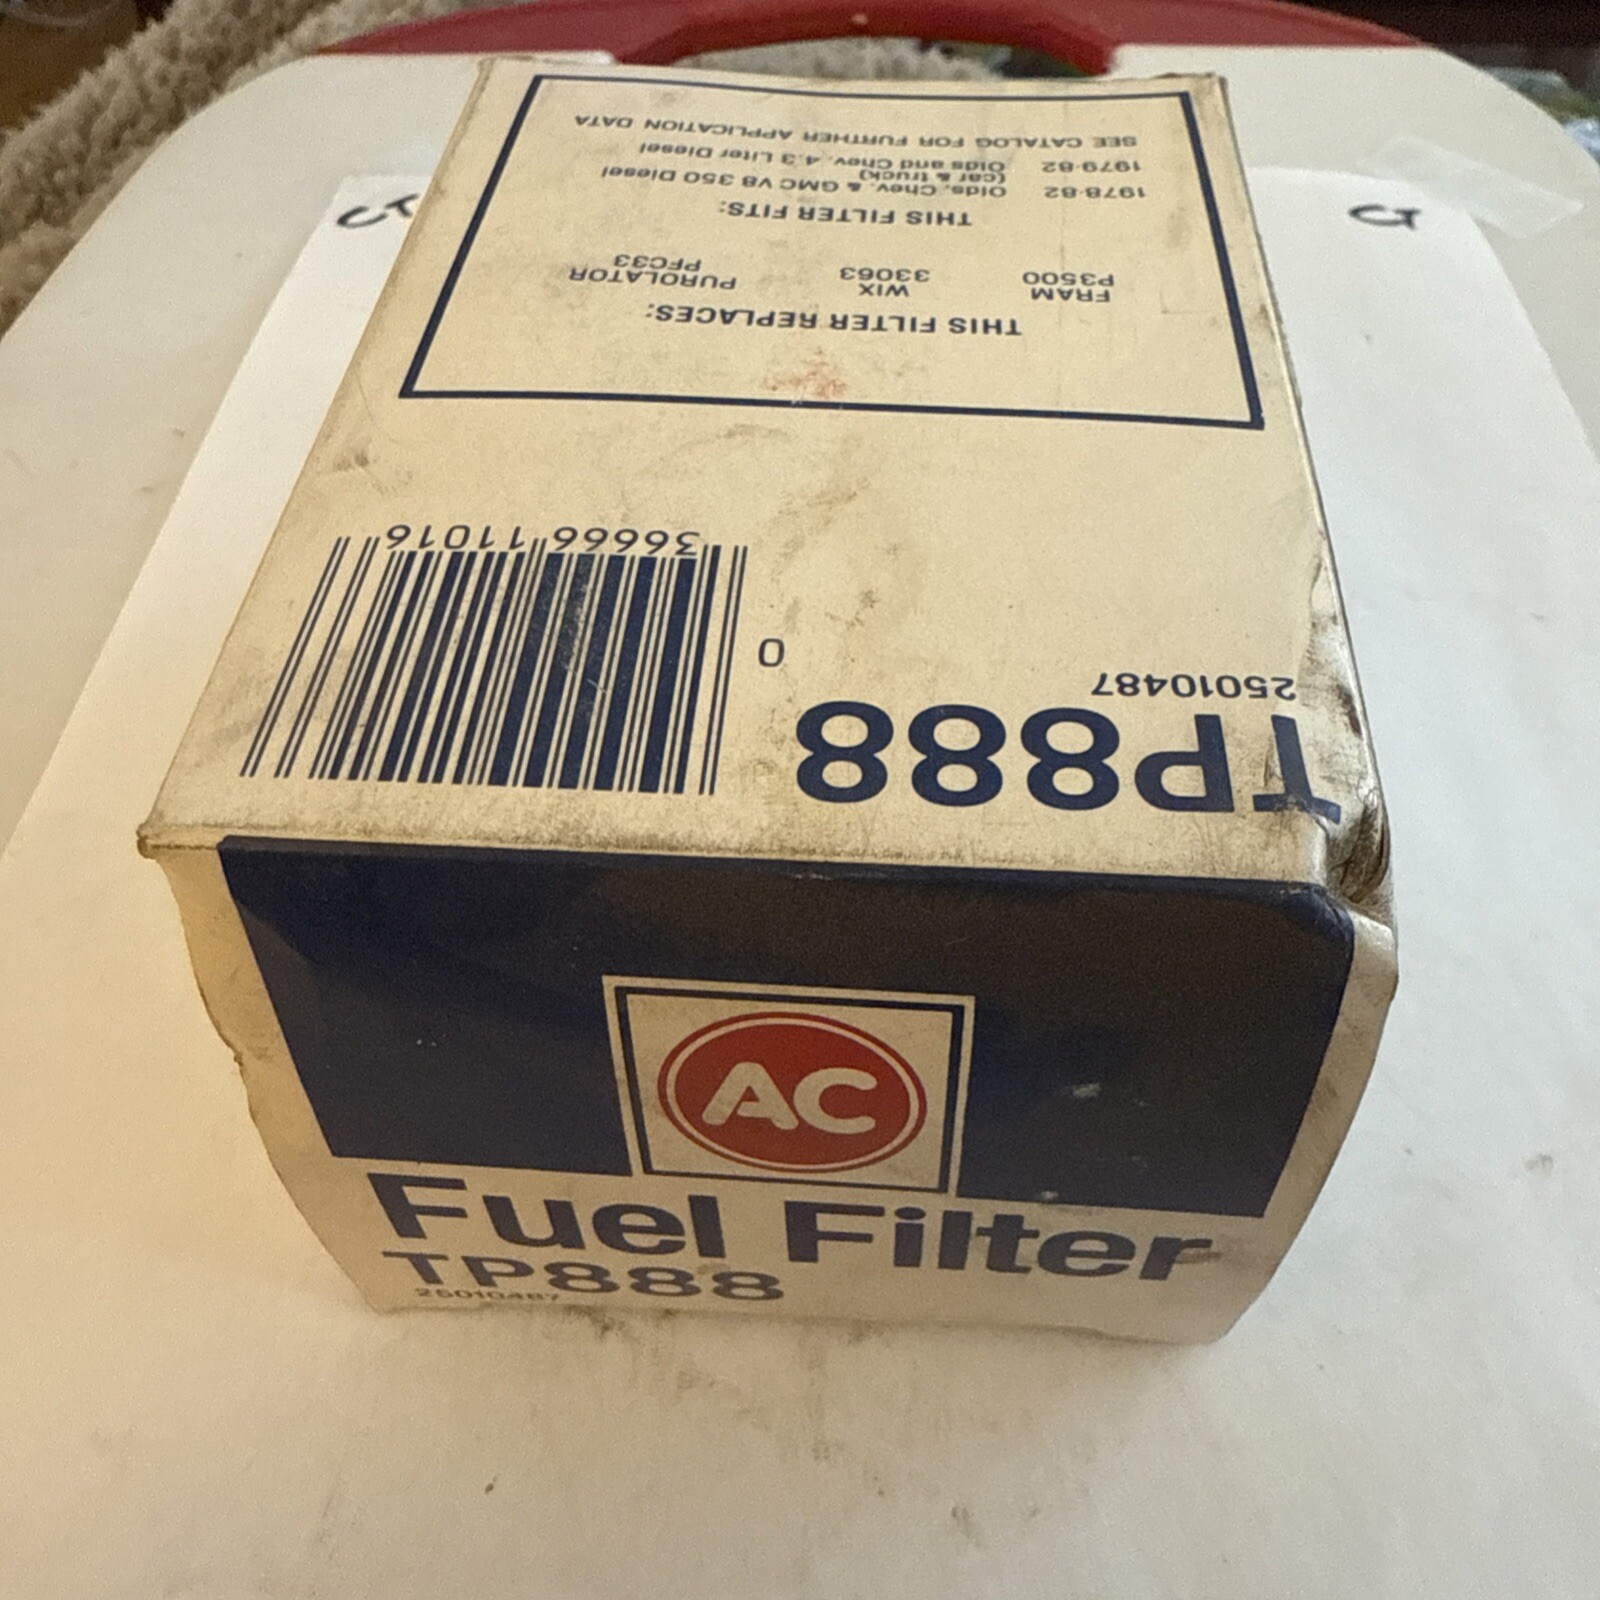 TP888
25010487
0 36666 11016
THIS FILTER REPLACES:
FRAM WIX PUROLATOR
P3500 33063 PFC33
THIS FILTER FITS:
1978-82 Olds, Chev. & GMC V8 350 Diesel
(car & truck)
1979-82 Olds and Chev. 4.3 Liter Diesel
SEE CATALOG FOR FURTHER APPLICATION DATA
AC
Fuel Filter
TP888
25010487